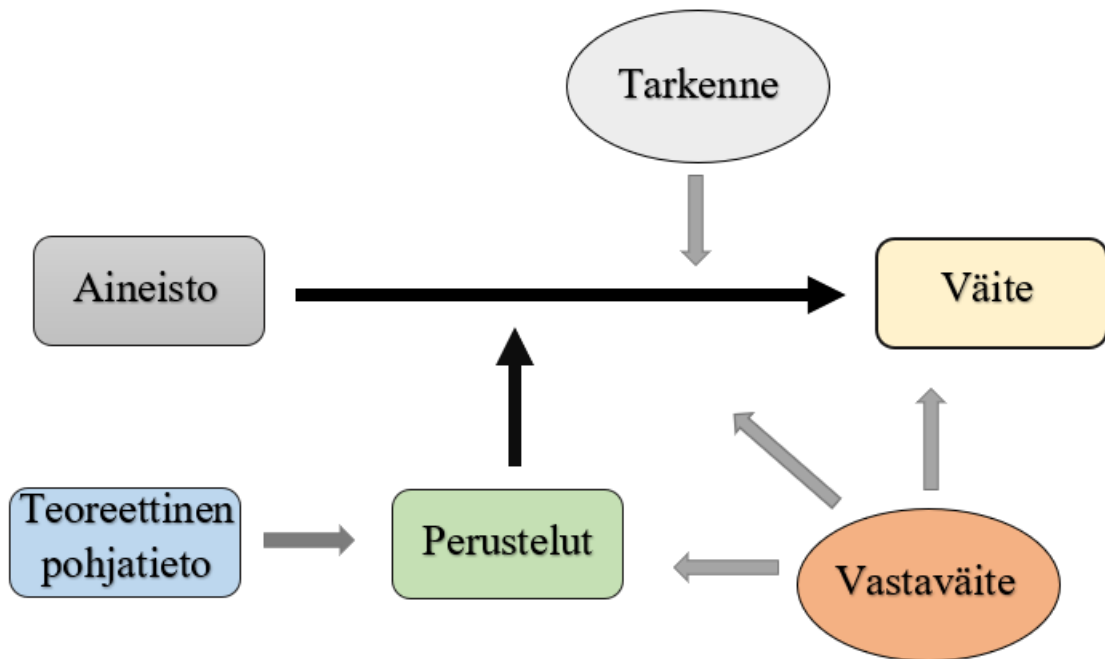 Tarkenne
Aineisto
Väite
Teoreettinen
pohjatieto
Perustelut
Vastaväite